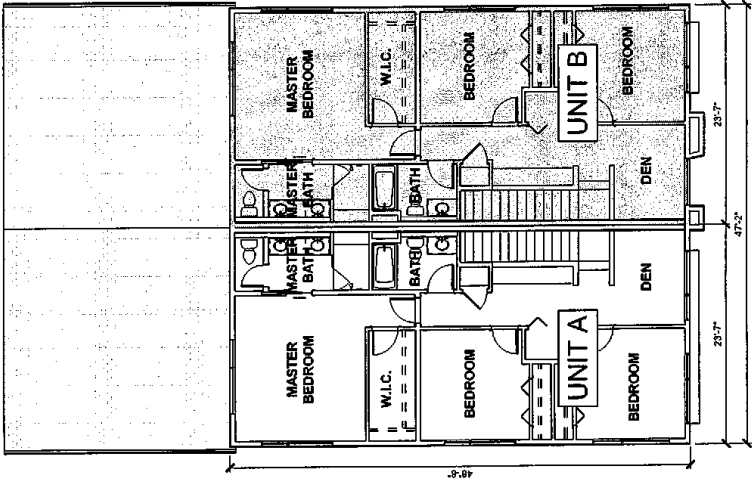 MASTER
BEDROOM
W.I.C.
BEDROOM
BEDROOM
UNIT B
MASTER
BATH
BATH
DEN
23'-7"
MASTER
BATH
BATH
DEN
47'-2"
MASTER
BEDROOM
W.I.C.
BEDROOM
BEDROOM
UNIT A
23'-7"
48'-6"